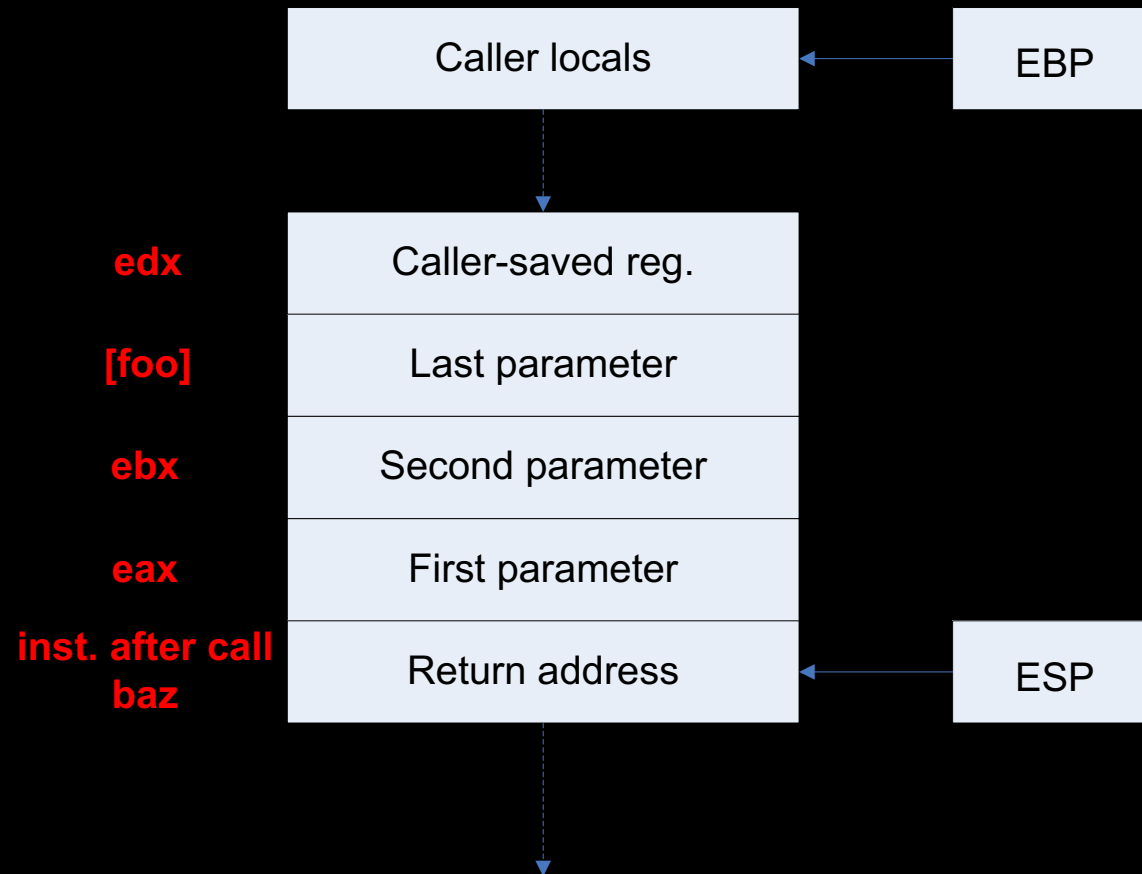 Caller locals
EBP
edx
Caller-saved reg.
[foo]
Last parameter
ebx
Second parameter
eax
First parameter
inst. after call
baz
Return address
ESP